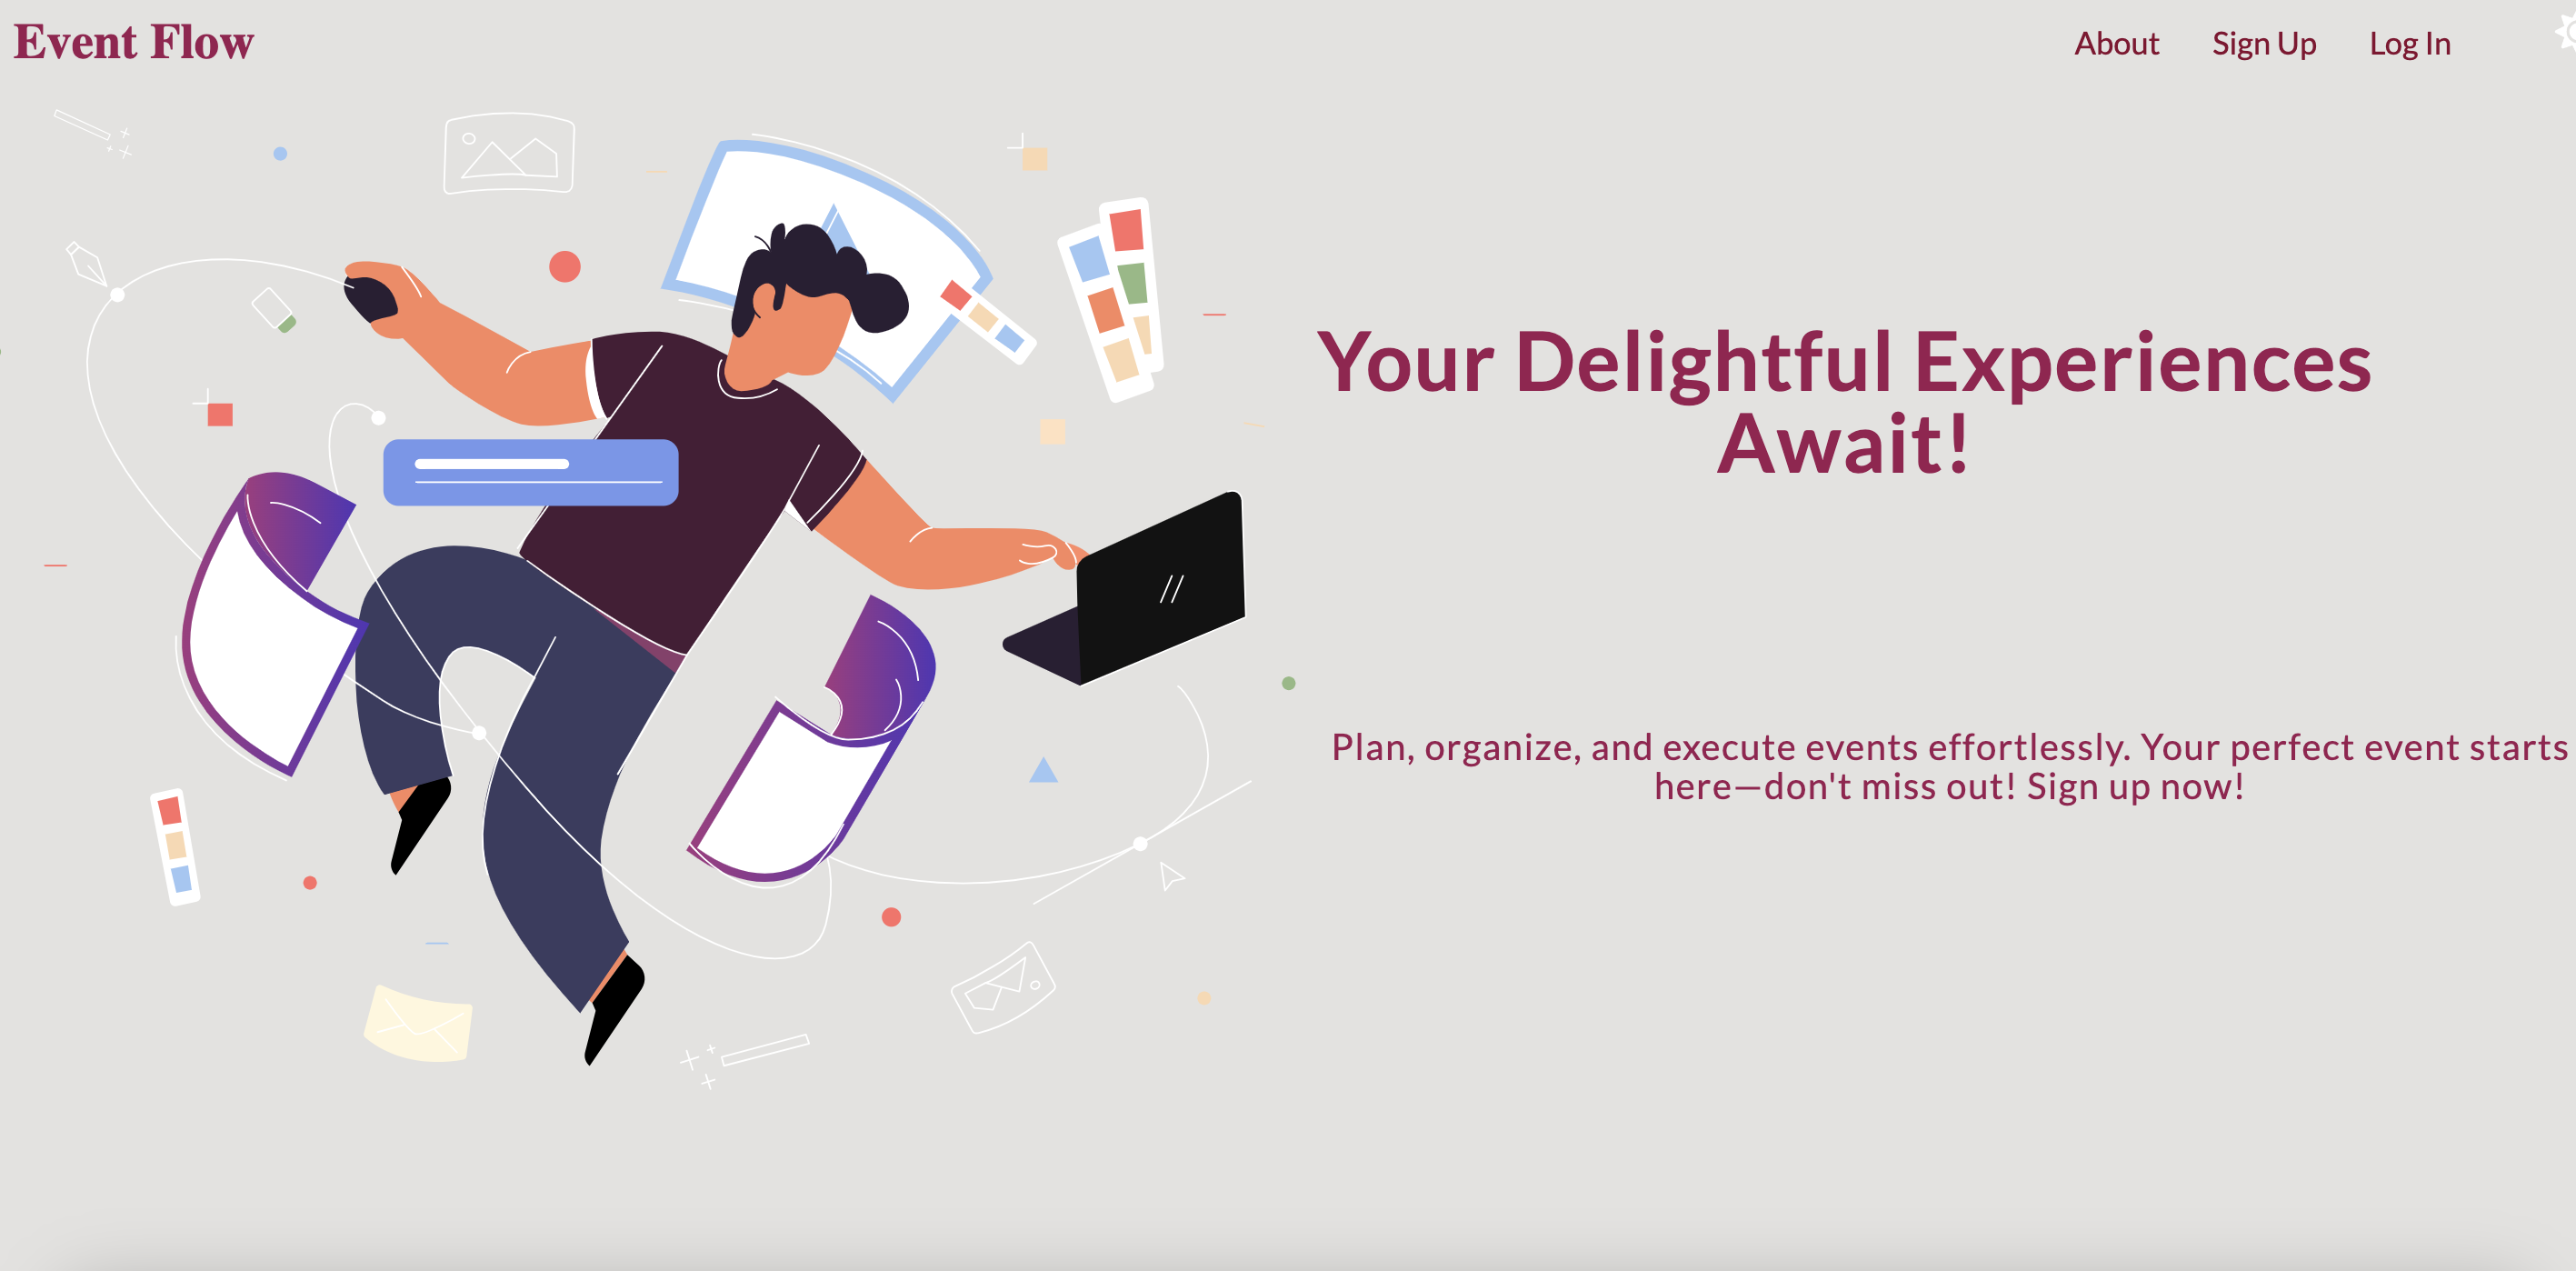 Event Flow
About Sign Up Log In
Your Delightful Experiences
Await!
Plan, organize, and execute events effortlessly. Your perfect event starts
here—don't miss out! Sign up now!